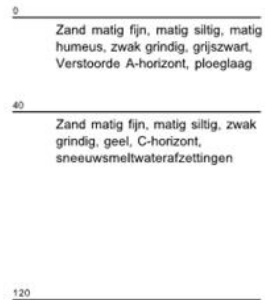 0
Zand matig fijn, matig siltig, matig
humeus, zwak grindig, grijszwart,
Verstoorde A-horizont, ploeglaag
40
Zand matig fijn, matig siltig, zwak
grindig, geel, C-horizont,
sneeuwsmeltwaterafzettingen
120